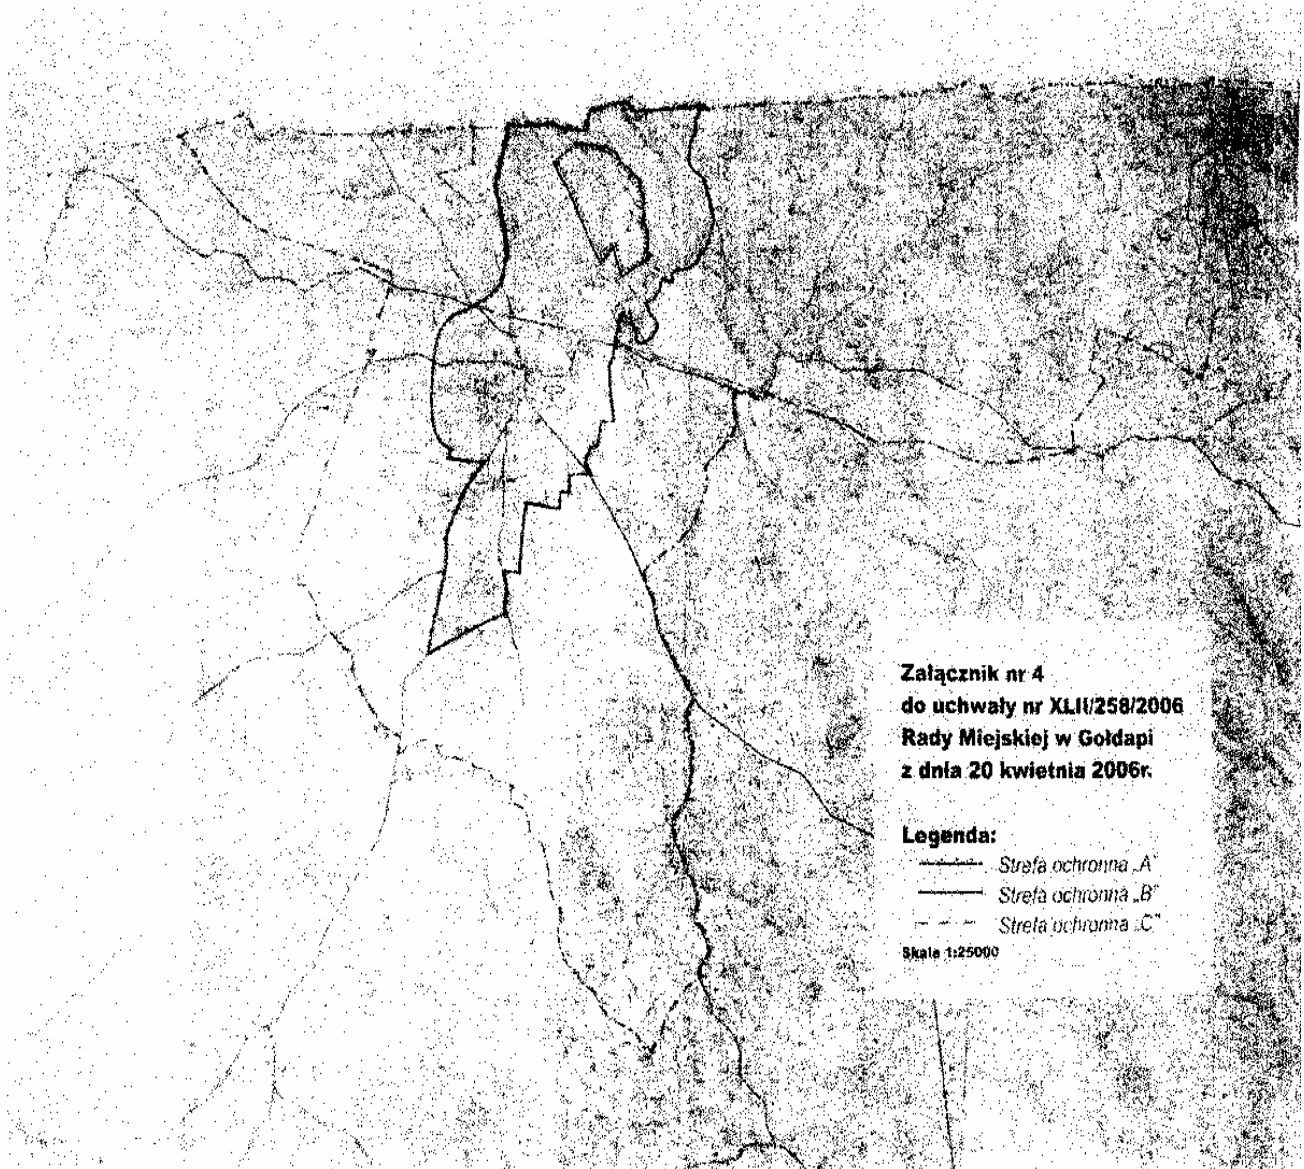 Załącznik nr 4
do uchwały nr XLII/258/2006
Rady Miejskiej w Gołdapi
z dnia 20 kwietnia 2006r.
Legenda:
Strefa ochronna „A”
Strefa ochronna „B”
Strefa ochronna „C”
Skala 1:25000